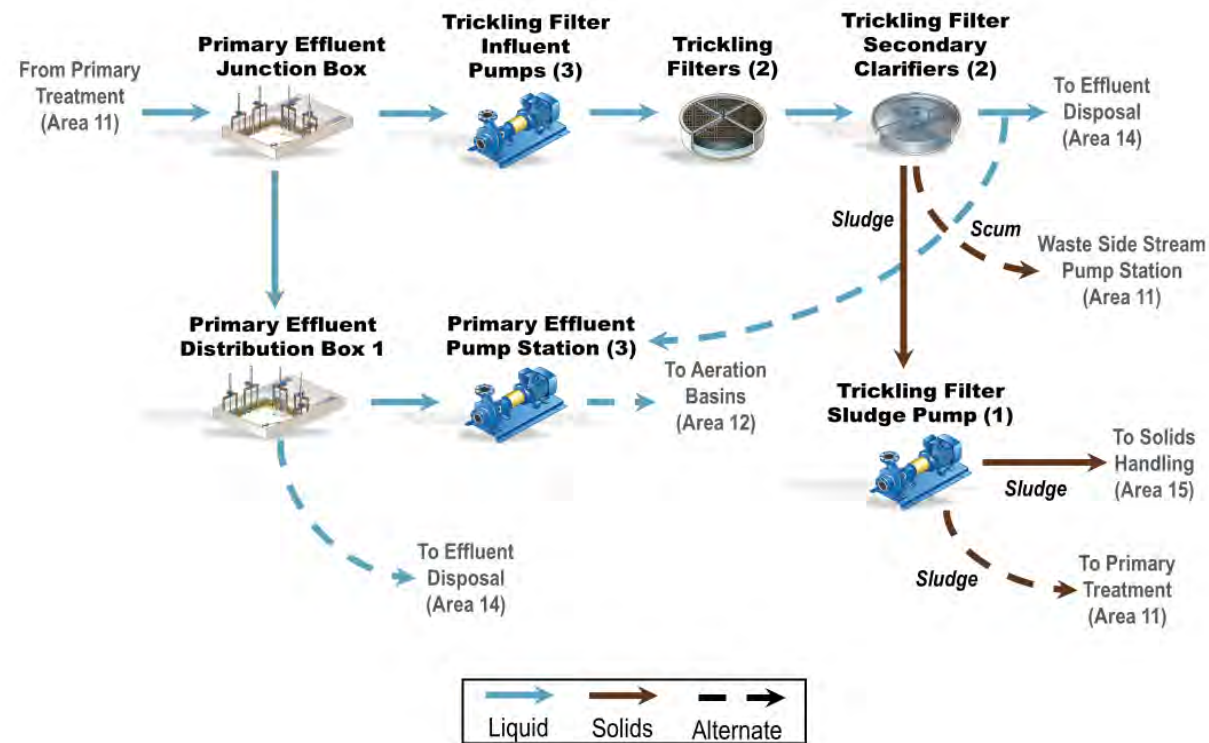 From Primary
Treatment
(Area 11)
Primary Effluent
Junction Box
Trickling Filter
Influent
Pumps (3)
Trickling
Filters (2)
Trickling Filter
Secondary
Clarifiers (2)
To Effluent
Disposal
(Area 14)
Sludge
Scum
Waste Side Stream
Pump Station
(Area 11)
Primary Effluent
Distribution Box 1
Primary Effluent
Pump Station (3)
To Aeration
Basins
(Area 12)
Trickling Filter
Sludge Pump (1)
To Solids
Handling
(Area 15)
Sludge
To Effluent
Disposal
(Area 14)
Sludge
To Primary
Treatment
(Area 11)
Liquid
Solids
Alternate